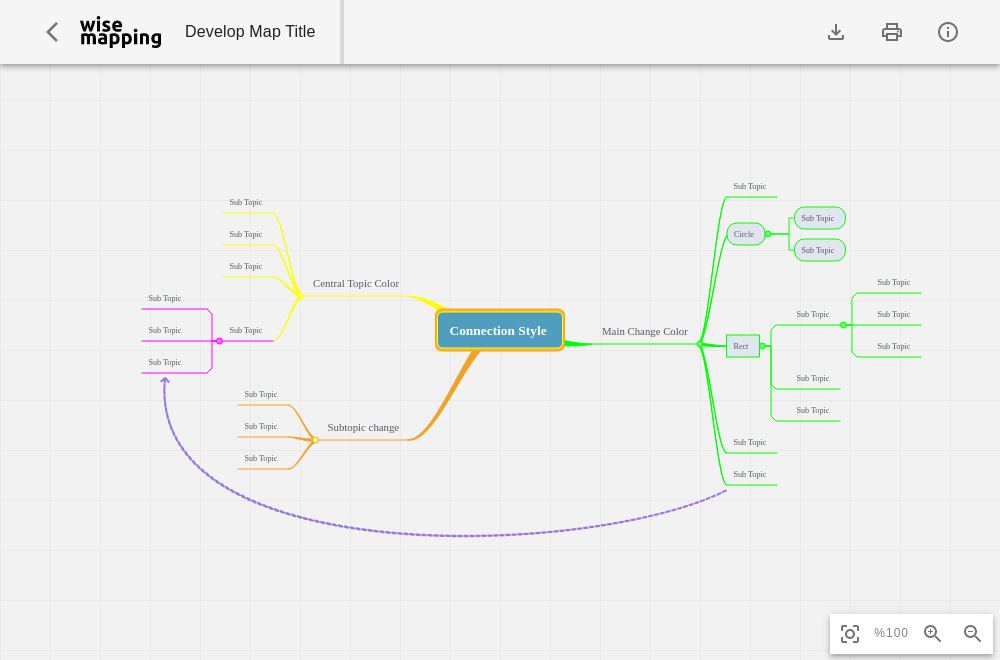 wise
mapping
Develop Map Title
Sub Topic
Sub Topic
Sub Topic
Central Topic Color
Sub Topic
Sub Topic
Sub Topic
Sub Topic
Connection Style
Sub Topic
Sub Topic
Subtopic change
Sub Topic
Main Change Color
Sub Topic
Circle
Sub Topic
Sub Topic
Rect
Sub Topic
Sub Topic
Sub Topic
Sub Topic
Sub Topic
Sub Topic
Sub Topic
Sub Topic
%100